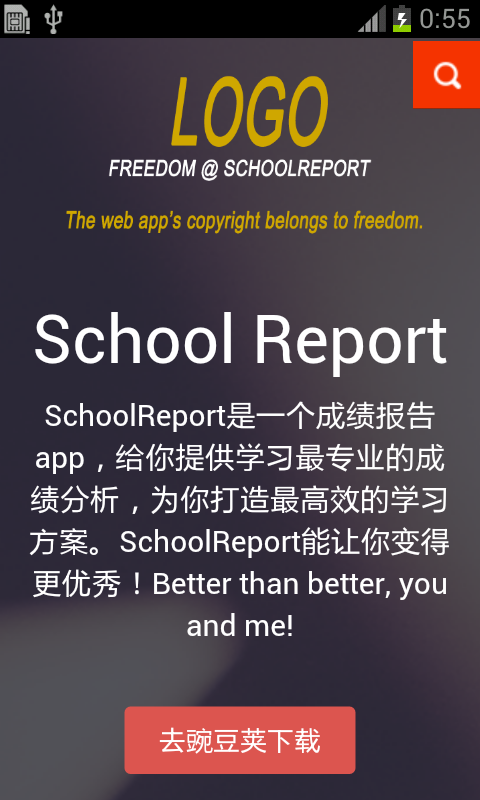 0:55
LOGO
FREEDOM @ SCHOOLREPORT
The web app's copyright belongs to freedom.
School Report
SchoolReport是一个成绩报告
app，给你提供学习最专业的成
绩分析，为你打造最高效的学习
方案。SchoolReport能让你变得
更优秀！Better than better, you
and me!
去豌豆荚下载